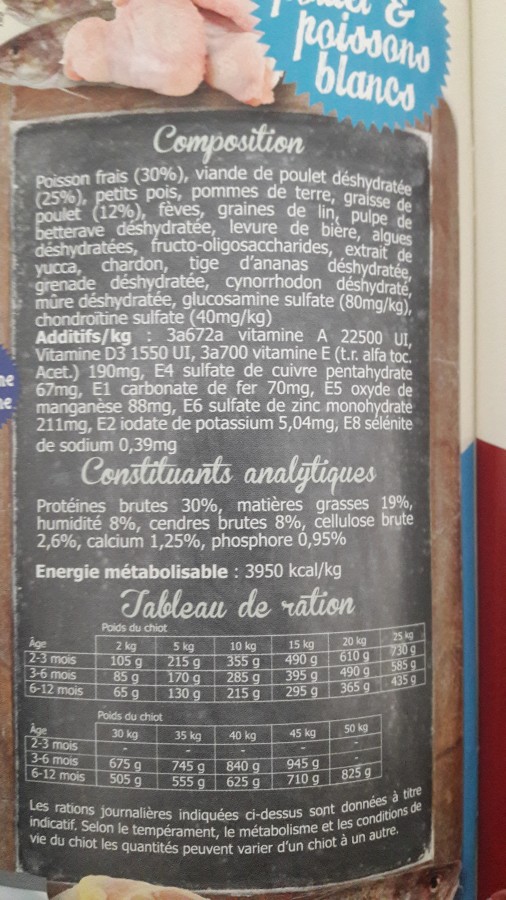 &
poissons
blancs
Composition
Poisson frais (30%), viande de poulet déshydratée
(25%), petits pois, pommes de terre, graisse de
poulet (12%), fèves, graines de lin, pulpe de
betterave déshydratée, levure de bière, algues
déshydratées, fructo-oligosaccharides, extrait de
yucca, chardon, tige d'ananas déshydratée,
grenade déshydratée, cynorrhodon déshydraté,
mûre déshydratée, glucosamine sulfate (80mg/kg),
chondroïtine sulfate (40mg/kg)
Additifs/kg : 3a672a vitamine A 22500 UI,
Vitamine D3 1550 UI, 3a700 vitamine E (t.r. alfa toc.
Acet.) 190mg, E4 sulfate de cuivre pentahydrate
67mg, E1 carbonate de fer 70mg, E5 oxyde de
manganèse 88mg, E6 sulfate de zinc monohydrate
211mg, E2 iodate de potassium 5,04mg, E8 sélénite
de sodium 0,39mg
Constituants analytiques
Protéines brutes 30%, matières grasses 19%,
humidité 8%, cendres brutes 8%, cellulose brute
2,6%, calcium 1,25%, phosphore 0,95%
Energie métabolisable : 3950 kcal/kg
Tableau de ration
Poids du chiot
Âge 2 kg 5 kg 10 kg 15 kg 20 kg 25 kg
2-3 mois 105 g 215 g 355 g 490 g 610 g 730 g
3-6 mois 85 g 170 g 285 g 395 g 490 g 585 g
6-12 mois 65 g 130 g 215 g 295 g 365 g 435 g
Poids du chiot
Âge 30 kg 35 kg 40 kg 45 kg 50 kg
2-3 mois - - - - -
3-6 mois 675 g 745 g 840 g 945 g -
6-12 mois 505 g 555 g 625 g 710 g 825 g
Les rations journalières indiquées ci-dessus sont données à titre
indicatif. Selon le tempérament, le métabolisme et les conditions de
vie du chiot les quantités peuvent varier d'un chiot à un autre.